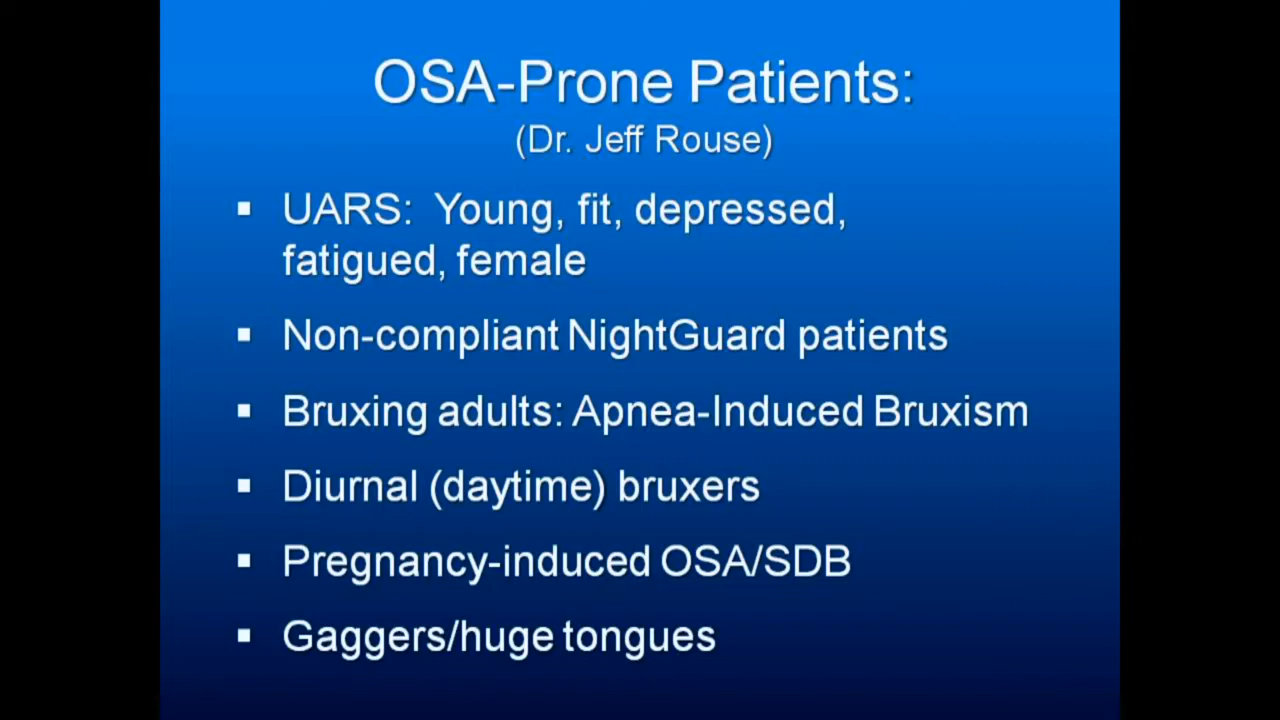 OSA-Prone Patients:
(Dr. Jeff Rouse)
▪ UARS: Young, fit, depressed,
fatigued, female
▪ Non-compliant NightGuard patients
▪ Bruxing adults: Apnea-Induced Bruxism
▪ Diurnal (daytime) bruxers
▪ Pregnancy-induced OSA/SDB
▪ Gaggers/huge tongues